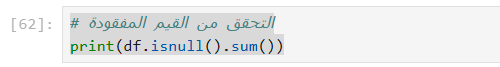 [62]: # التحقق من القيم المفقودة
print(df.isnull().sum())